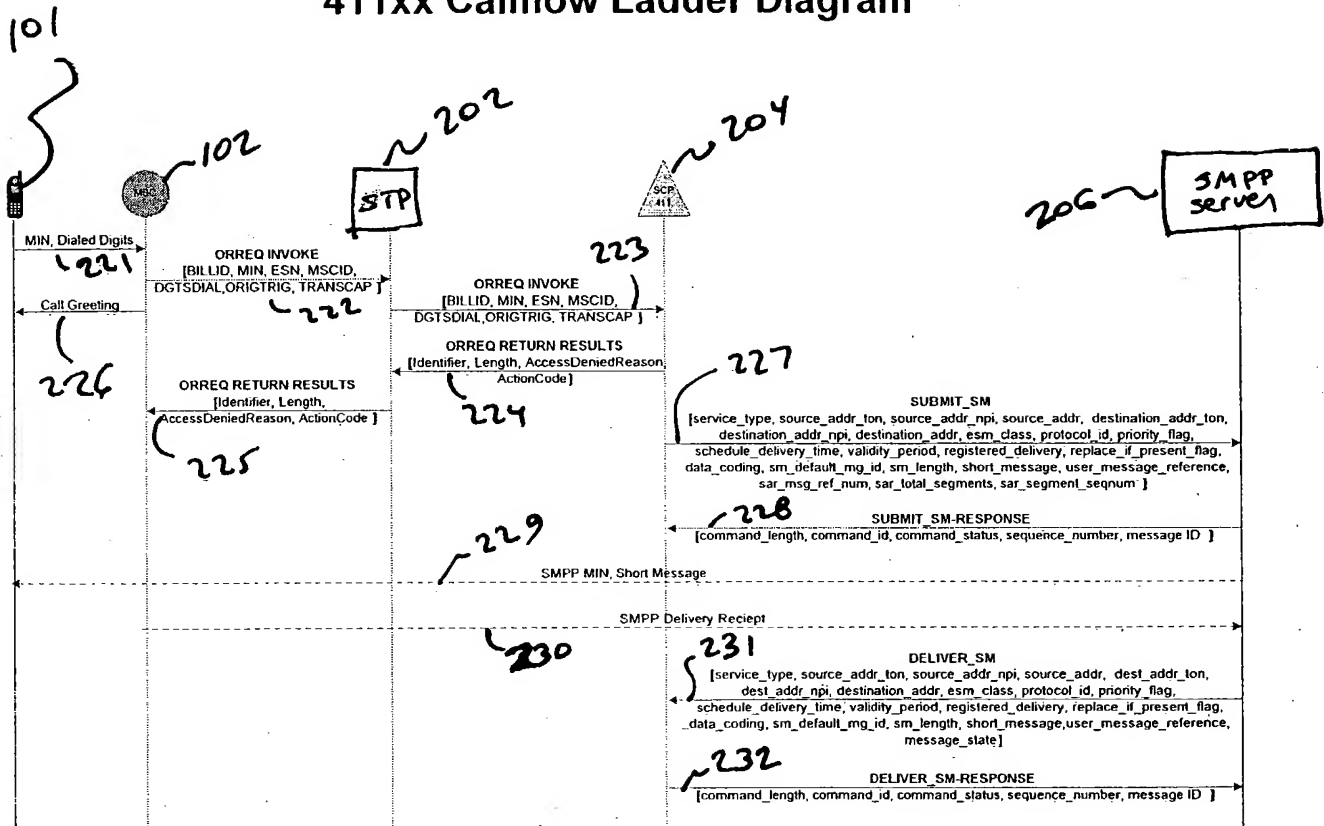 411xx Callflow Ladder Diagram
101
102
202
204
206
MSC
STP
SCP
411
SMPP
server
MIN, Dialed Digits
221
ORREQ INVOKE
[BILLID, MIN, ESN, MSCID,
DGTSDIAL,ORIGTRIG, TRANSCAP ]
222
223
ORREQ INVOKE
[BILLID, MIN, ESN, MSCID,
DGTSDIAL,ORIGTRIG, TRANSCAP ]
Call Greeting
226
ORREQ RETURN RESULTS
[Identifier, Length, AccessDeniedReason,
ActionCode]
224
ORREQ RETURN RESULTS
[Identifier, Length,
AccessDeniedReason, ActionCode ]
225
227
SUBMIT_SM
[service_type, source_addr_ton, source_addr_npi, source_addr, destination_addr_ton,
destination_addr_npi, destination_addr, esm_class, protocol_id, priority_flag,
schedule_delivery_time, validity_period, registered_delivery, replace_if_present_flag,
data_coding, sm_default_mg_id, sm_length, short_message, user_message_reference,
sar_msg_ref_num, sar_total_segments, sar_segment_seqnum ]
228
SUBMIT_SM-RESPONSE
[command_length, command_id, command_status, sequence_number, message ID ]
229
SMPP MIN, Short Message
SMPP Delivery Reciept
230
231
DELIVER_SM
[service_type, source_addr_ton, source_addr_npi, source_addr, dest_addr_ton,
dest_addr_npi, destination_addr, esm_class, protocol_id, priority_flag,
schedule_delivery_time, validity_period, registered_delivery, replace_if_present_flag,
data_coding, sm_default_mg_id, sm_length, short_message,user_message_reference,
message_state]
232
DELIVER_SM-RESPONSE
[command_length, command_id, command_status, sequence_number, message ID ]